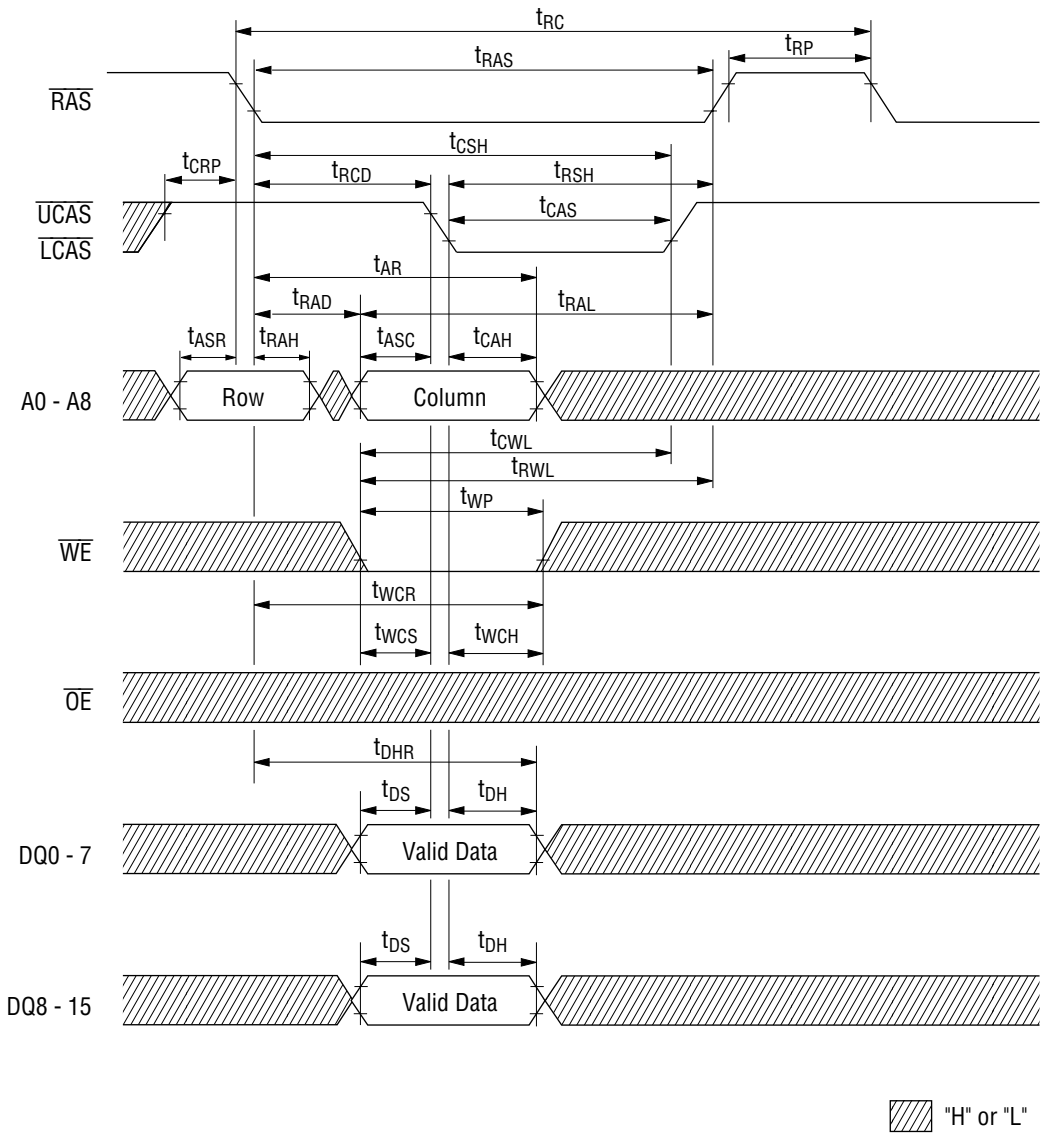 tRC
tRP
tRAS
RAS
tCSH
tCRP
tRCD
tRSH
UCAS
tCAS
LCAS
tAR
tRAD
tRAL
tASR
tRAH
tASC
tCAH
A0 - A8
Row
Column
tCWL
tRWL
tWP
WE
tWCR
tWCS
tWCH
OE
tDHR
tDS
tDH
DQ0 - 7
Valid Data
tDS
tDH
DQ8 - 15
Valid Data
"H" or "L"